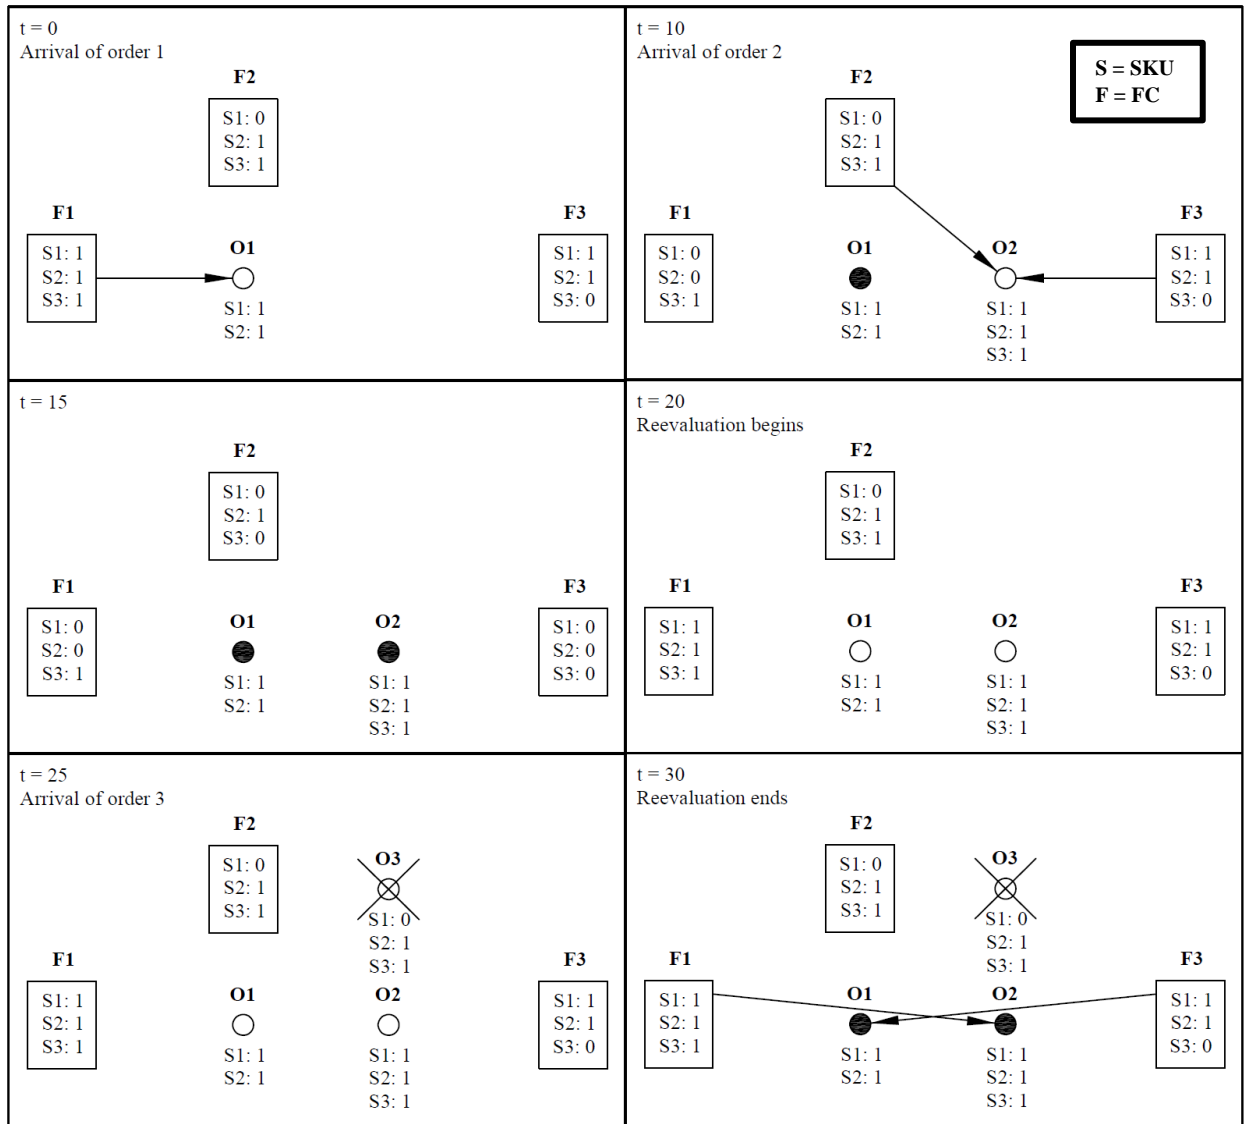 t = 0
Arrival of order 1
F2
S1: 0
S2: 1
S3: 1
F1
S1: 1
S2: 1
S3: 1
O1
S1: 1
S2: 1
F3
S1: 1
S2: 1
S3: 0
t = 10
Arrival of order 2
S = SKU
F = FC
F2
S1: 0
S2: 1
S3: 1
F1
S1: 0
S2: 0
S3: 1
O1
S1: 1
S2: 1
O2
S1: 1
S2: 1
S3: 1
F3
S1: 1
S2: 1
S3: 0
t = 15
F2
S1: 0
S2: 1
S3: 0
F1
S1: 0
S2: 0
S3: 1
O1
S1: 1
S2: 1
O2
S1: 1
S2: 1
S3: 1
F3
S1: 0
S2: 0
S3: 0
t = 20
Reevaluation begins
F2
S1: 0
S2: 1
S3: 1
F1
S1: 1
S2: 1
S3: 1
O1
S1: 1
S2: 1
O2
S1: 1
S2: 1
S3: 1
F3
S1: 1
S2: 1
S3: 0
t = 25
Arrival of order 3
F2
S1: 0
S2: 1
S3: 1
O3
S1: 0
S2: 1
S3: 1
F1
S1: 1
S2: 1
S3: 1
O1
S1: 1
S2: 1
O2
S1: 1
S2: 1
S3: 1
F3
S1: 1
S2: 1
S3: 0
t = 30
Reevaluation ends
F2
S1: 0
S2: 1
S3: 1
O3
S1: 0
S2: 1
S3: 1
F1
S1: 1
S2: 1
S3: 1
O1
S1: 1
S2: 1
O2
S1: 1
S2: 1
S3: 1
F3
S1: 1
S2: 1
S3: 0